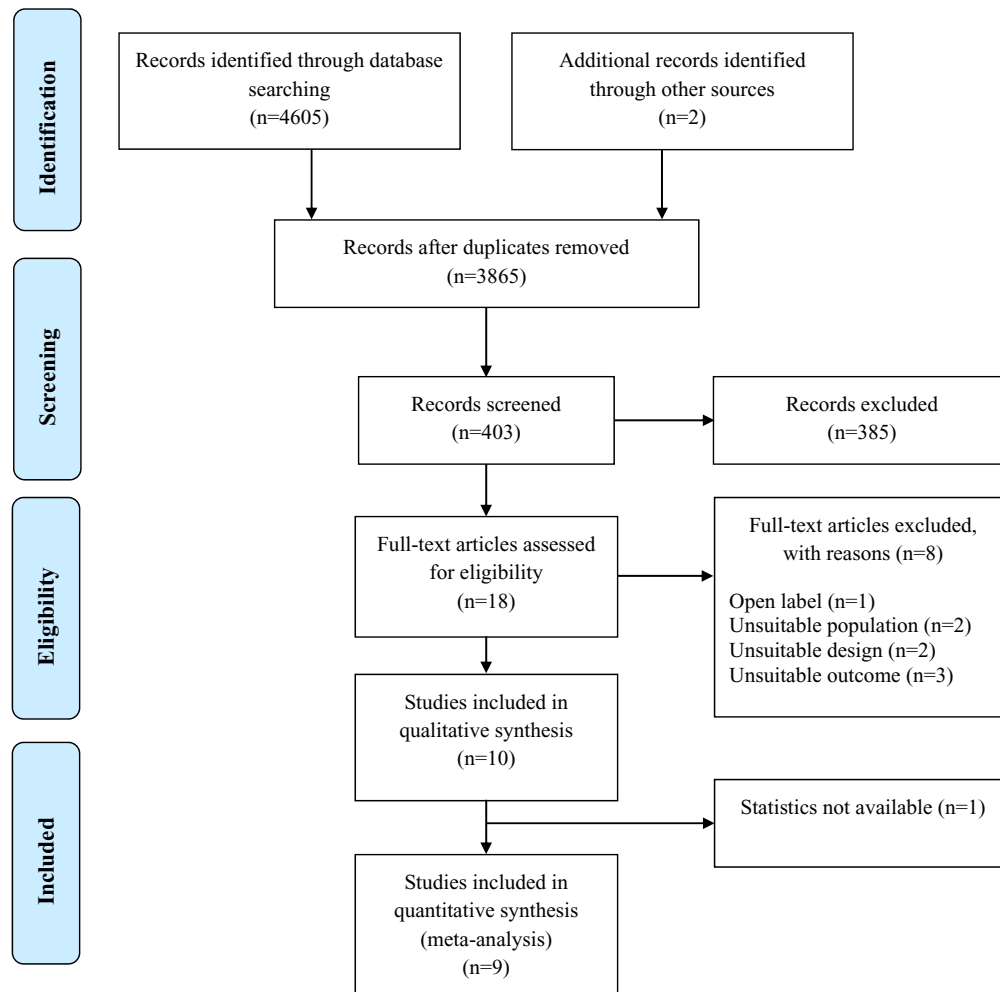 Identification
Records identified through database
searching
(n=4605)
Additional records identified
through other sources
(n=2)
Records after duplicates removed
(n=3865)
Screening
Records screened
(n=403)
Records excluded
(n=385)
Eligibility
Full-text articles assessed
for eligibility
(n=18)
Full-text articles excluded,
with reasons (n=8)
Open label (n=1)
Unsuitable population (n=2)
Unsuitable design (n=2)
Unsuitable outcome (n=3)
Studies included in
qualitative synthesis
(n=10)
Included
Statistics not available (n=1)
Studies included in
quantitative synthesis
(meta-analysis)
(n=9)